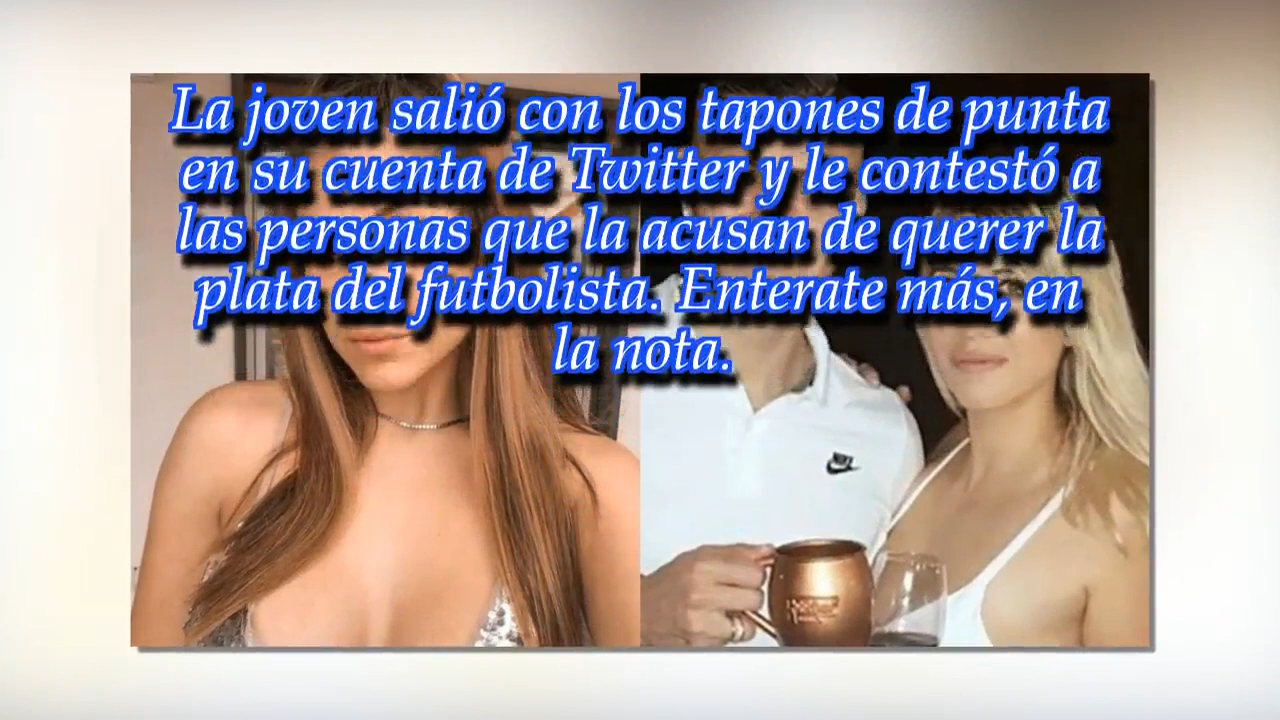 La joven salió con los tapones de punta
en su cuenta de Twitter y le contestó a
las personas que la acusan de querer la
plata del futbolista. Enterate más, en
la nota.